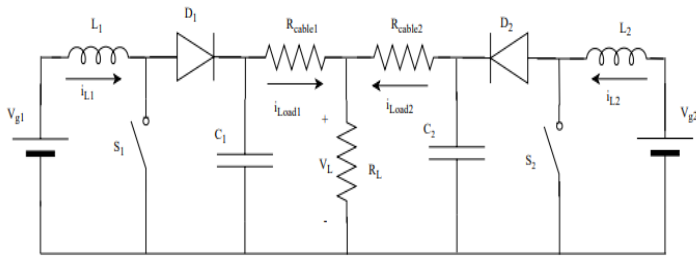 L1
D1
Rcable1
Rcable2
D2
L2
iL1
iLoad1
iLoad2
iL2
Vg1
Vg2
+
S1
C1
VL
RL
C2
S2
-